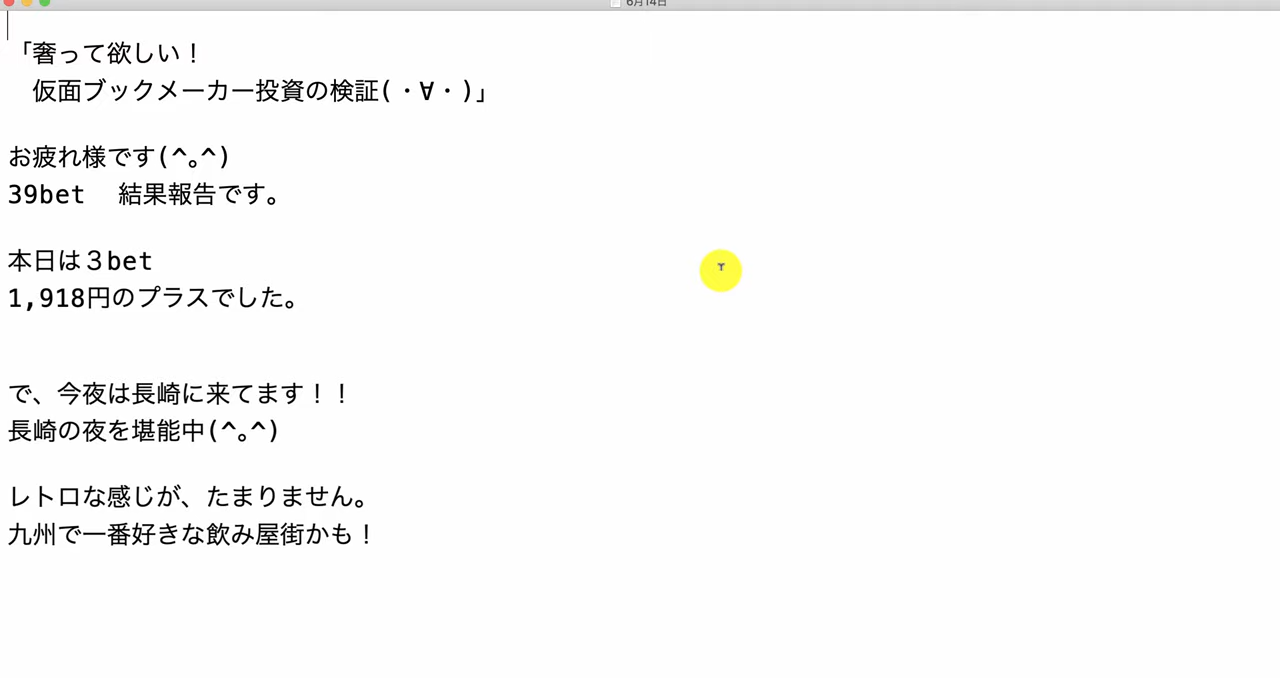 6月14日
「奢って欲しい！
　仮面ブックメーカー投資の検証(・∀・)」
お疲れ様です(^｡^)
39bet　結果報告です。
本日は３bet
1,918円のプラスでした。
で、今夜は長崎に来てます！！
長崎の夜を堪能中(^｡^)
レトロな感じが、たまりません。
九州で一番好きな飲み屋街かも！